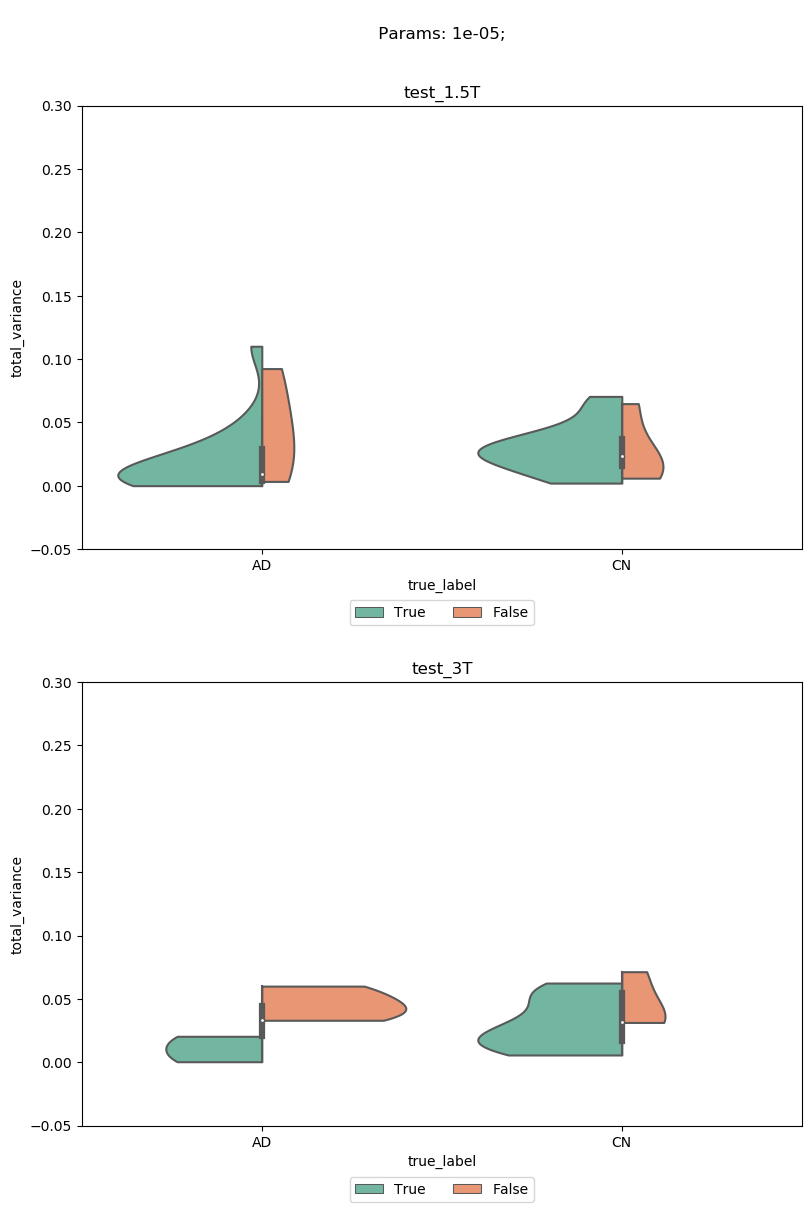 Params: 1e-05;
test_1.5T
0.30
0.25
0.20
0.15
0.10
0.05
0.00
−0.05
total_variance
AD
CN
true_label
True
False
test_3T
0.30
0.25
0.20
0.15
0.10
0.05
0.00
−0.05
total_variance
AD
CN
true_label
True
False